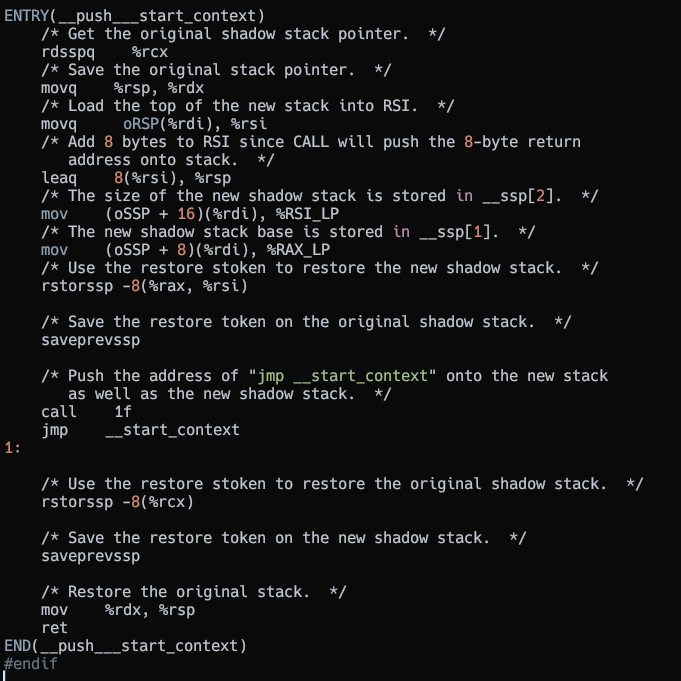 ENTRY(__push___start_context)
/* Get the original shadow stack pointer.  */
rdsspq %rcx
/* Save the original stack pointer.  */
movq %rsp, %rdx
/* Load the top of the new stack into RSI.  */
movq oRSP(%rdi), %rsi
/* Add 8 bytes to RSI since CALL will push the 8-byte return
address onto stack.  */
leaq 8(%rsi), %rsp
/* The size of the new shadow stack is stored in __ssp[2].  */
mov (oSSP + 16)(%rdi), %RSI_LP
/* The new shadow stack base is stored in __ssp[1].  */
mov (oSSP + 8)(%rdi), %RAX_LP
/* Use the restore stoken to restore the new shadow stack.  */
rstorssp -8(%rax, %rsi)
/* Save the restore token on the original shadow stack.  */
saveprevssp
/* Push the address of "jmp __start_context" onto the new stack
as well as the new shadow stack.  */
call 1f
jmp __start_context
1:
/* Use the restore stoken to restore the original shadow stack.  */
rstorssp -8(%rcx)
/* Save the restore token on the new shadow stack.  */
saveprevssp
/* Restore the original stack.  */
mov %rdx, %rsp
ret
END(__push___start_context)
#endif